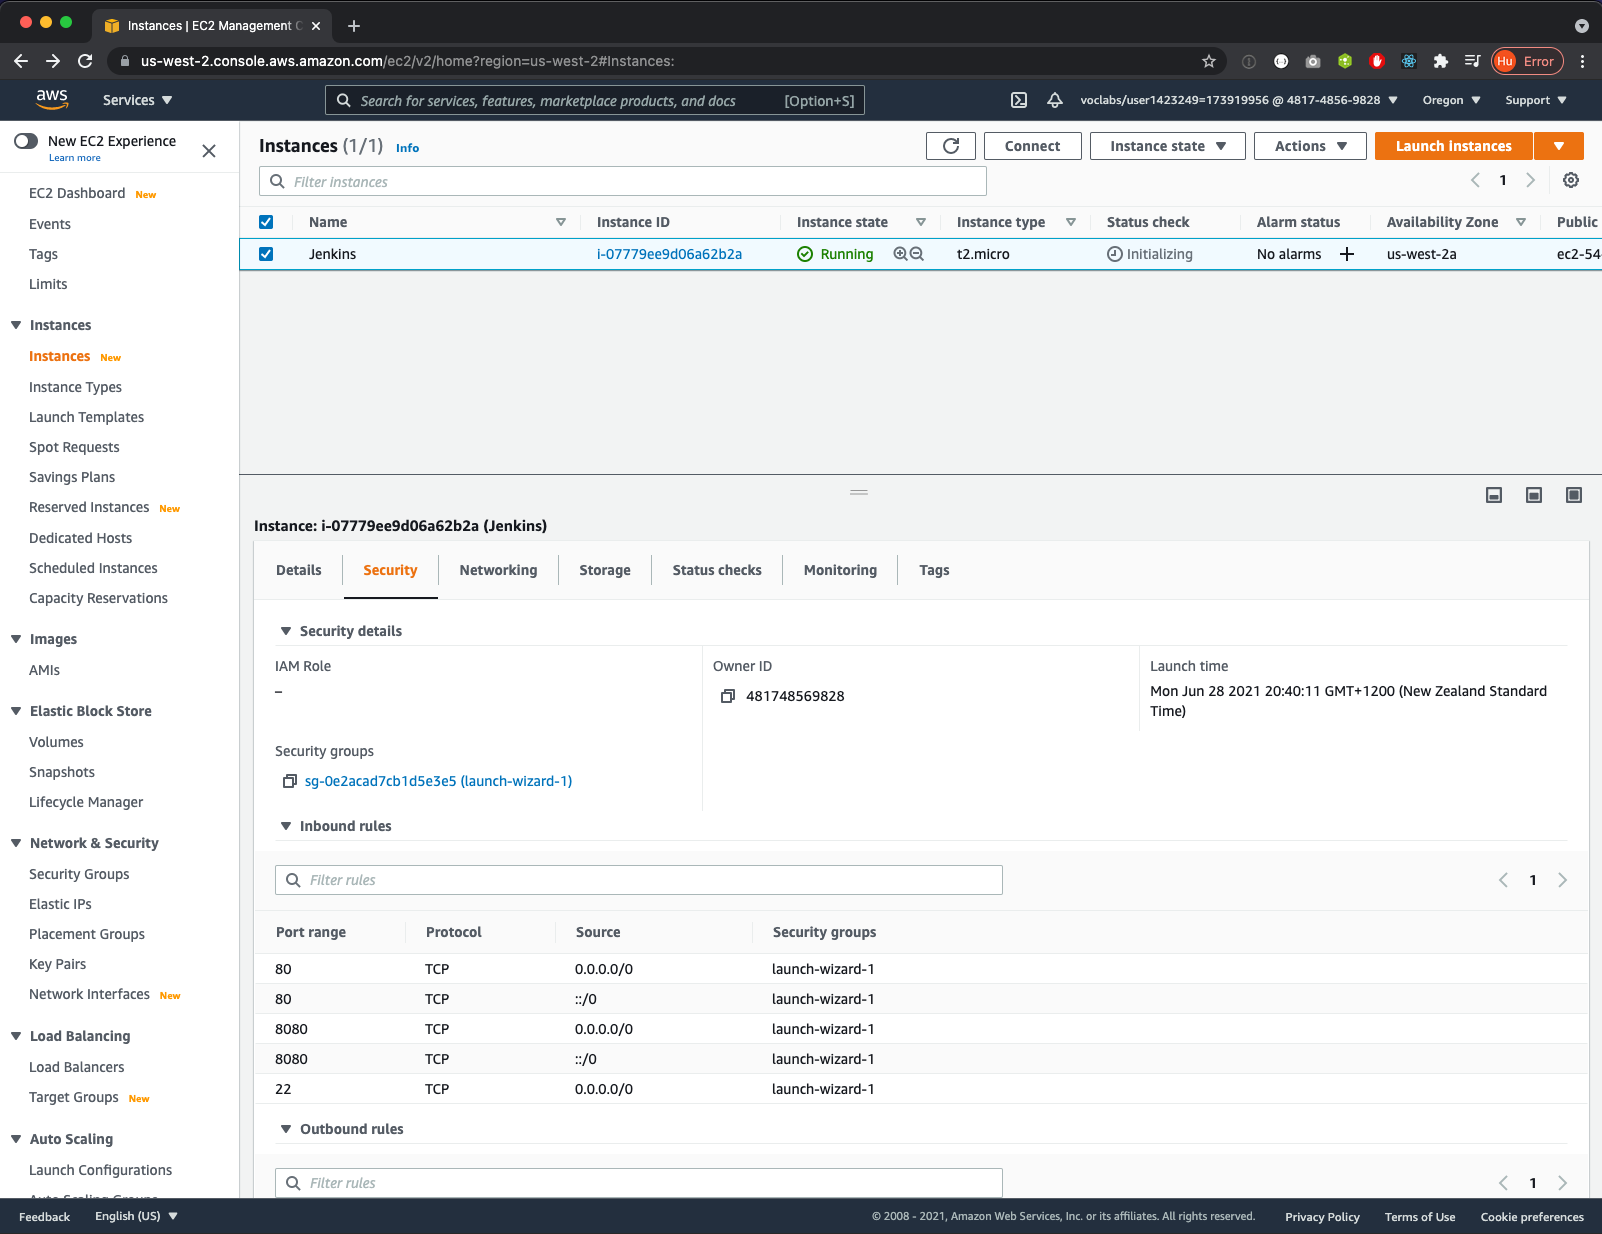 Instances | EC2 Management C
us-west-2.console.aws.amazon.com/ec2/v2/home?region=us-west-2#Instances:
Hu Error
aws Services Search for services, features, marketplace products, and docs [Option+S] voclabs/user1423249=173919956 @ 4817-4856-9828 Oregon Support
New EC2 Experience
Learn more
EC2 Dashboard New
Events
Tags
Limits
Instances
Instances New
Instance Types
Launch Templates
Spot Requests
Savings Plans
Reserved Instances New
Dedicated Hosts
Scheduled Instances
Capacity Reservations
Images
AMIs
Elastic Block Store
Volumes
Snapshots
Lifecycle Manager
Network & Security
Security Groups
Elastic IPs
Placement Groups
Key Pairs
Network Interfaces New
Load Balancing
Load Balancers
Target Groups New
Auto Scaling
Launch Configurations
Auto Scaling Groups
Instances (1/1) Info Connect Instance state Actions Launch instances
Filter instances 1
Name Instance ID Instance state Instance type Status check Alarm status Availability Zone Public
Jenkins i-07779ee9d06a62b2a Running t2.micro Initializing No alarms us-west-2a ec2-54
Instance: i-07779ee9d06a62b2a (Jenkins)
Details Security Networking Storage Status checks Monitoring Tags
Security details
IAM Role Owner ID Launch time
– 481748569828 Mon Jun 28 2021 20:40:11 GMT+1200 (New Zealand Standard
Time)
Security groups
sg-0e2acad7cb1d5e3e5 (launch-wizard-1)
Inbound rules
Filter rules 1
Port range Protocol Source Security groups
80 TCP 0.0.0.0/0 launch-wizard-1
80 TCP ::/0 launch-wizard-1
8080 TCP 0.0.0.0/0 launch-wizard-1
8080 TCP ::/0 launch-wizard-1
22 TCP 0.0.0.0/0 launch-wizard-1
Outbound rules
Filter rules 1
Feedback English (US) © 2008 - 2021, Amazon Web Services, Inc. or its affiliates. All rights reserved. Privacy Policy Terms of Use Cookie preferences